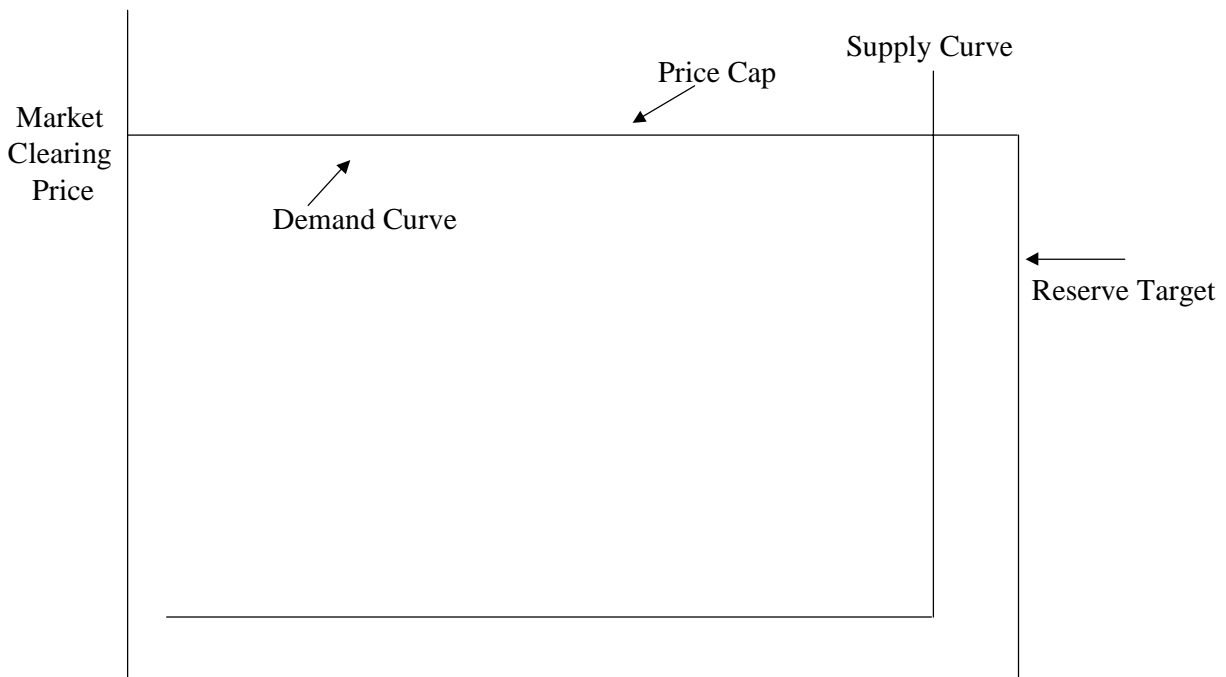 Supply Curve
Price Cap
Market
Clearing
Price
Demand Curve
Reserve Target